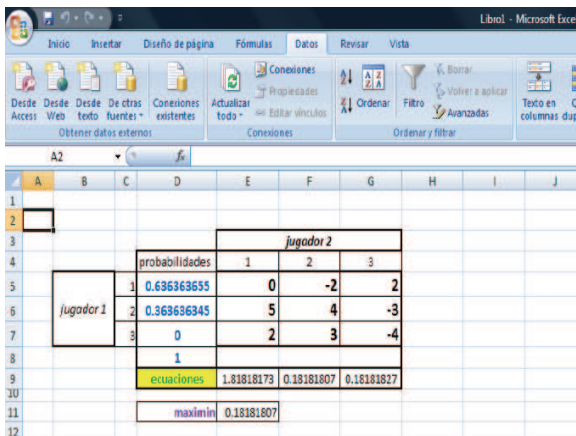 Libro1 - Microsoft Exce
Inicio Insertar Diseño de página Fórmulas Datos Revisar Vista
Desde Access
Desde Web
Desde texto
De otras fuentes
Conexiones existentes
Obtener datos externos
Actualizar todo
Conexiones
Propiedades
Editar vínculos
Conexiones
Ordenar
Filtro
Borrar
Volver a aplicar
Avanzadas
Ordenar y filtrar
Texto en columnas
dup
A2 fx
A B C D E F G H I J
1
2
3 jugador 2
4 probabilidades 1 2 3
5 1 0.636363655 0 -2 2
6 jugador 1 2 0.363636345 5 4 -3
7 3 0 2 3 -4
8 1
9 ecuaciones 1.81818173 0.18181807 0.18181827
10
11 maximin 0.18181807
12